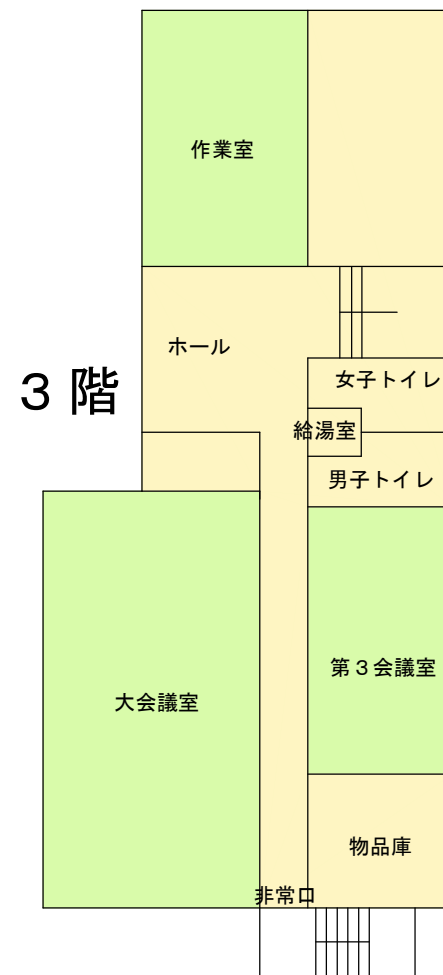 作業室
ホール
３階
女子トイレ
給湯室
男子トイレ
第３会議室
大会議室
物品庫
非常口